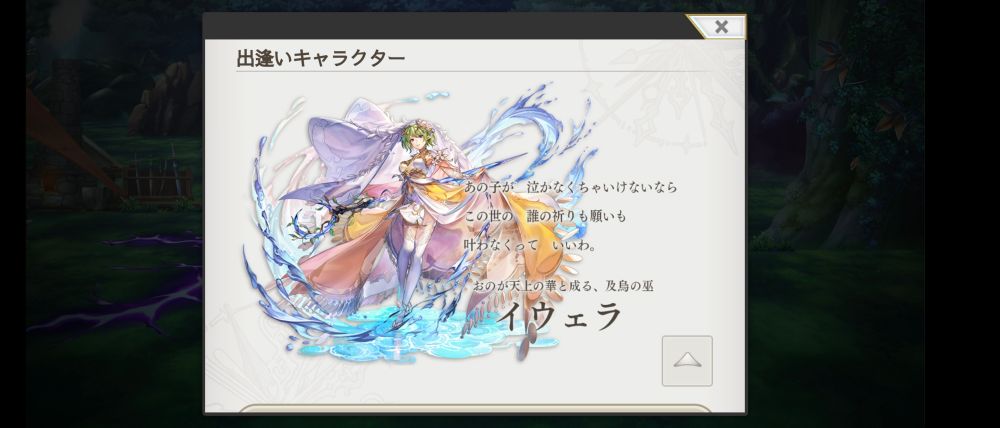 出逢いキャラクター
あの子が 泣かなくちゃいけないなら
この世の 誰の祈りも願いも
叶わなくって いいわ。
おのが天上の華と成る、及鳥の巫
イウェラ